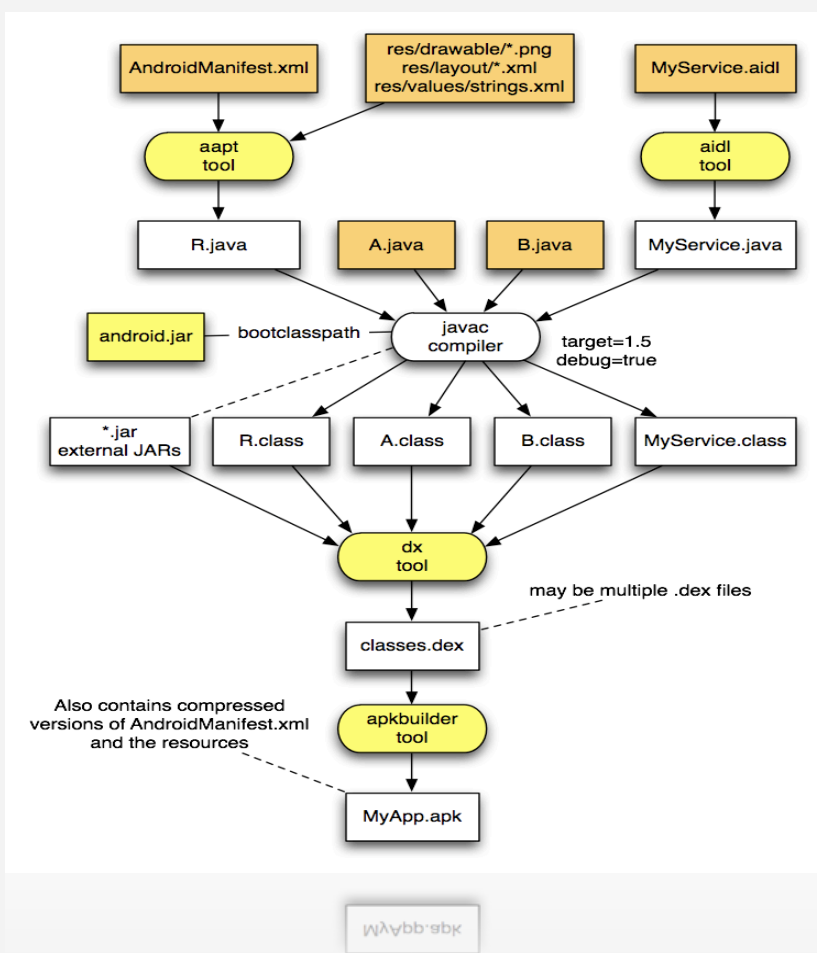 AndroidManifest.xml
res/drawable/*.png
res/layout/*.xml
res/values/strings.xml
MyService.aidl
aapt
tool
aidl
tool
R.java
A.java
B.java
MyService.java
android.jar
bootclasspath
javac
compiler
target=1.5
debug=true
*.jar
external JARs
R.class
A.class
B.class
MyService.class
dx
tool
may be multiple .dex files
classes.dex
Also contains compressed
versions of AndroidManifest.xml
and the resources
apkbuilder
tool
MyApp.apk
MyApp.apk